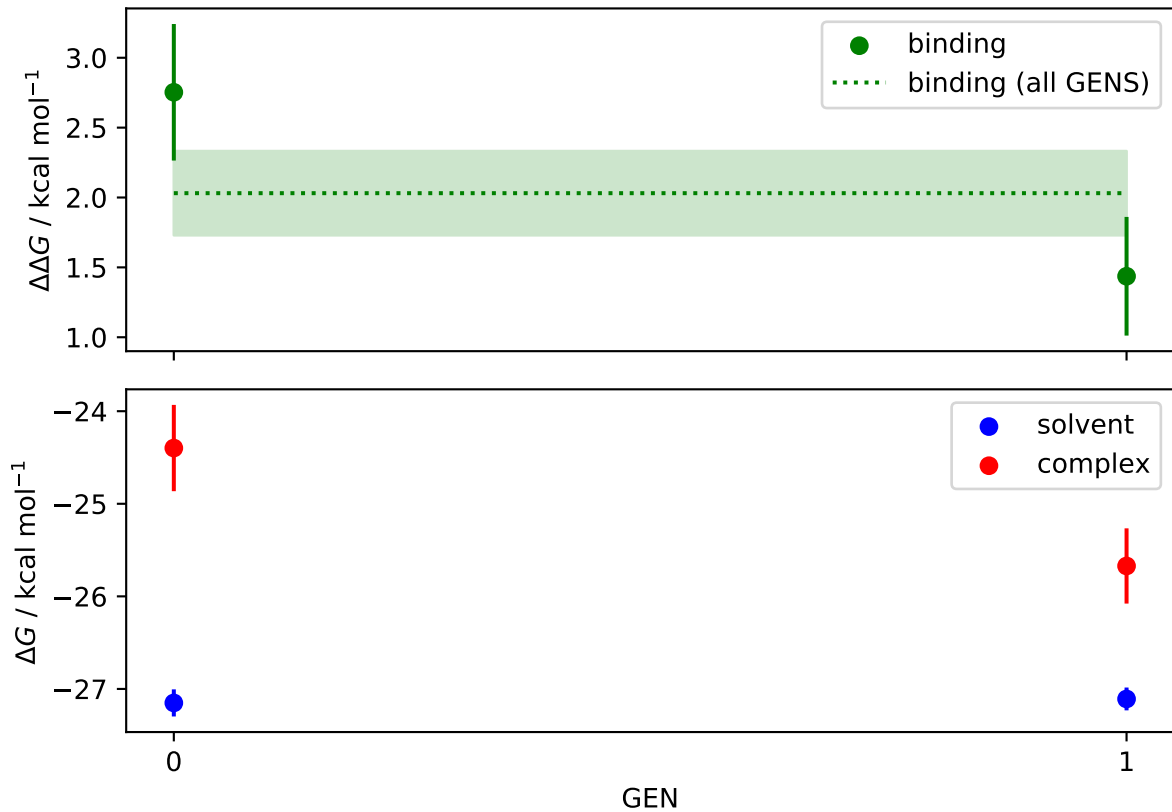 3.0
2.5
2.0
1.5
1.0
ΔΔG / kcal mol⁻¹
binding
binding (all GENS)
−24
−25
−26
−27
ΔG / kcal mol⁻¹
solvent
complex
0
1
GEN